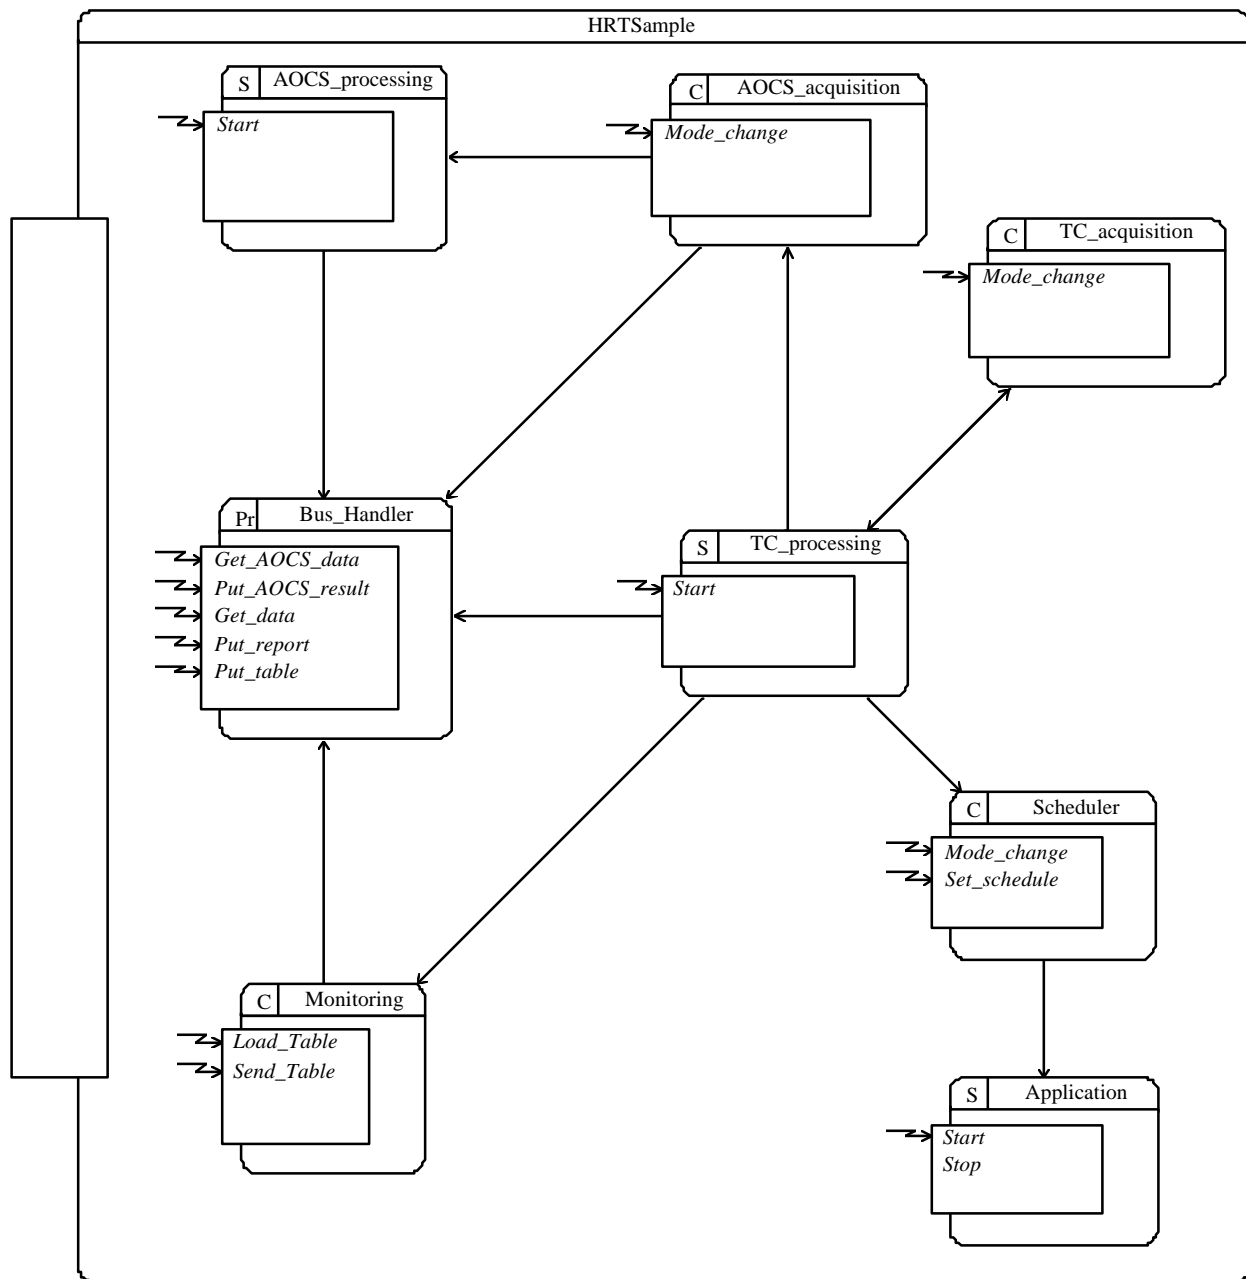 HRTSample
S AOCS_processing
Start
C AOCS_acquisition
Mode_change
C TC_acquisition
Mode_change
Pr Bus_Handler
Get_AOCS_data
Put_AOCS_result
Get_data
Put_report
Put_table
S TC_processing
Start
C Scheduler
Mode_change
Set_schedule
C Monitoring
Load_Table
Send_Table
S Application
Start
Stop